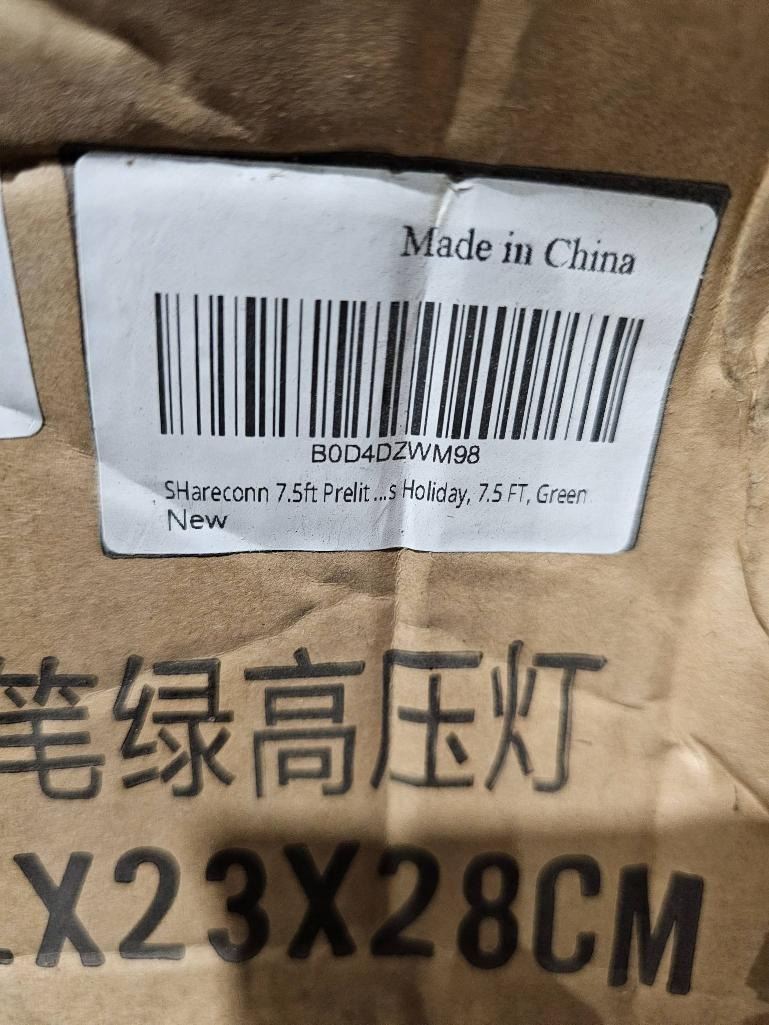 Made in China
B0D4DZWM98
SHareconn 7.5ft Prelit ...s Holiday, 7.5 FT, Green
New
笔绿高压灯
X23X28CM